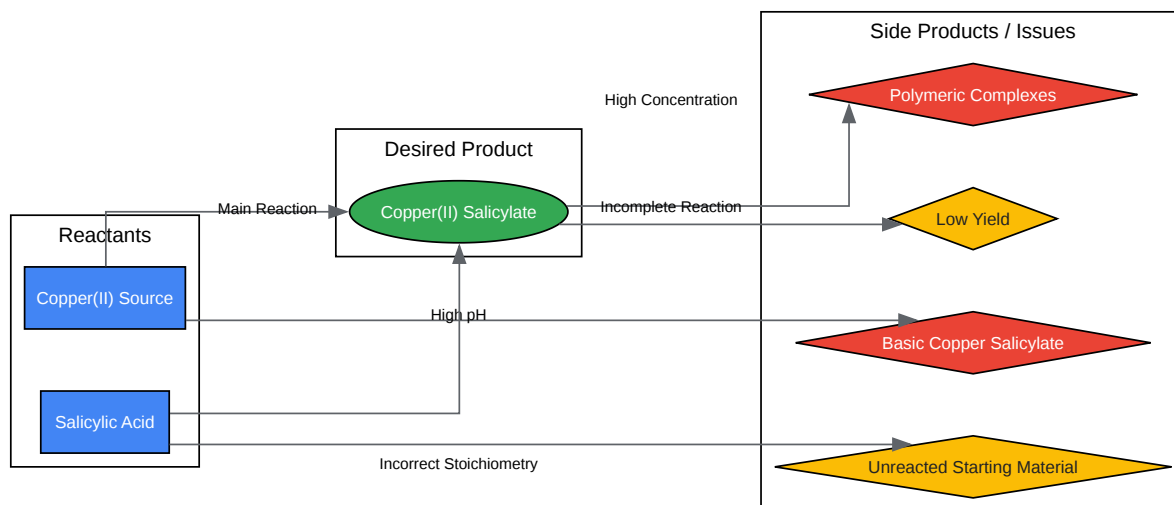 Side Products / Issues
Polymeric Complexes
High Concentration
Desired Product
Main Reaction
Copper(II) Salicylate
Incomplete Reaction
Low Yield
Reactants
Copper(II) Source
High pH
Basic Copper Salicylate
Salicylic Acid
Incorrect Stoichiometry
Unreacted Starting Material